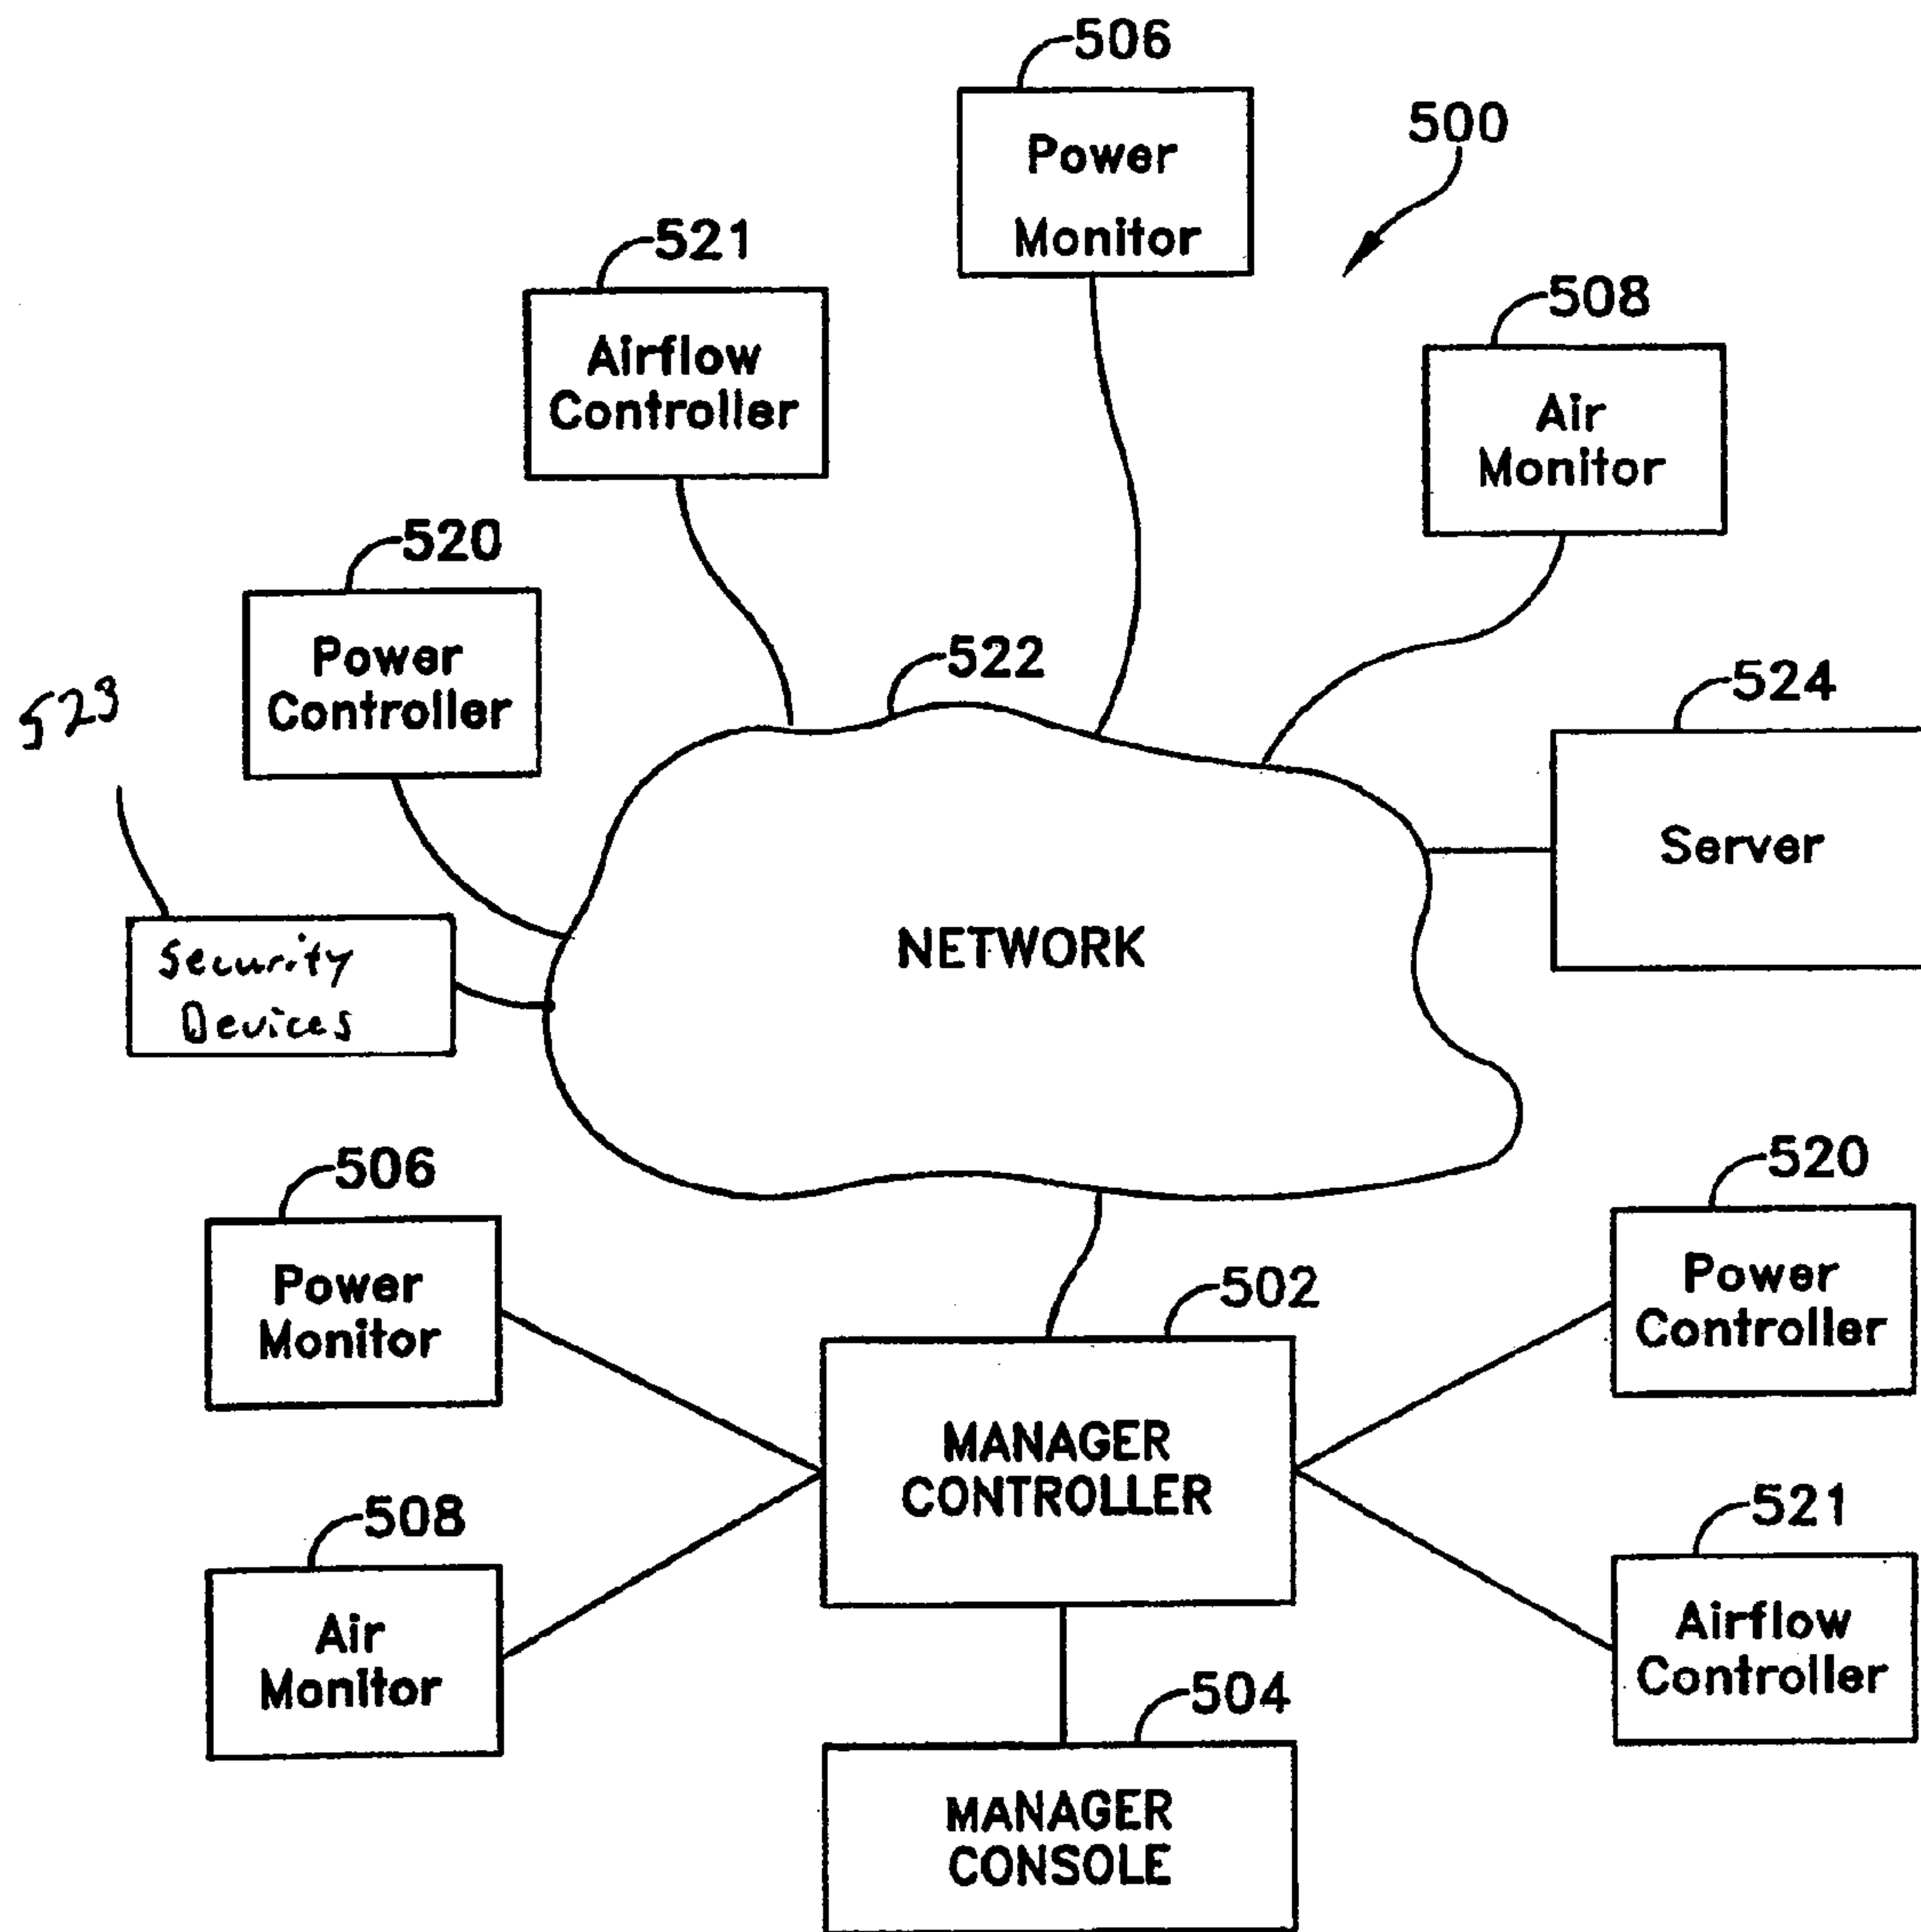 506
Power
Monitor
500
521
Airflow
Controller
508
Air
Monitor
520
Power
Controller
522
524
Server
523
Security
Devices
NETWORK
506
Power
Monitor
520
Power
Controller
502
MANAGER
CONTROLLER
508
Air
Monitor
521
Airflow
Controller
504
MANAGER
CONSOLE